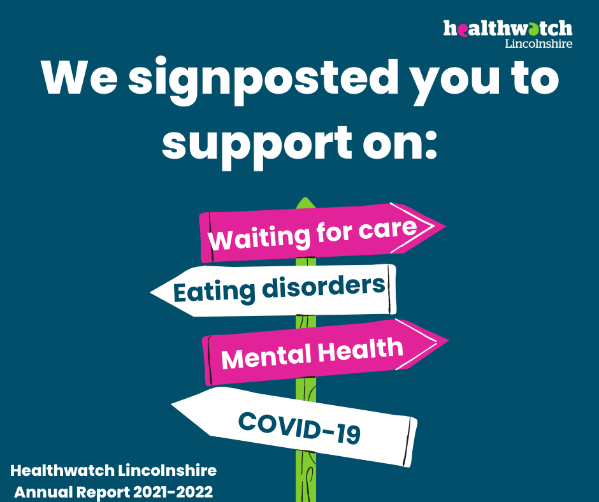 healthwatch
Lincolnshire
We signposted you to
support on:
Waiting for care
Eating disorders
Mental Health
COVID-19
Healthwatch Lincolnshire
Annual Report 2021-2022